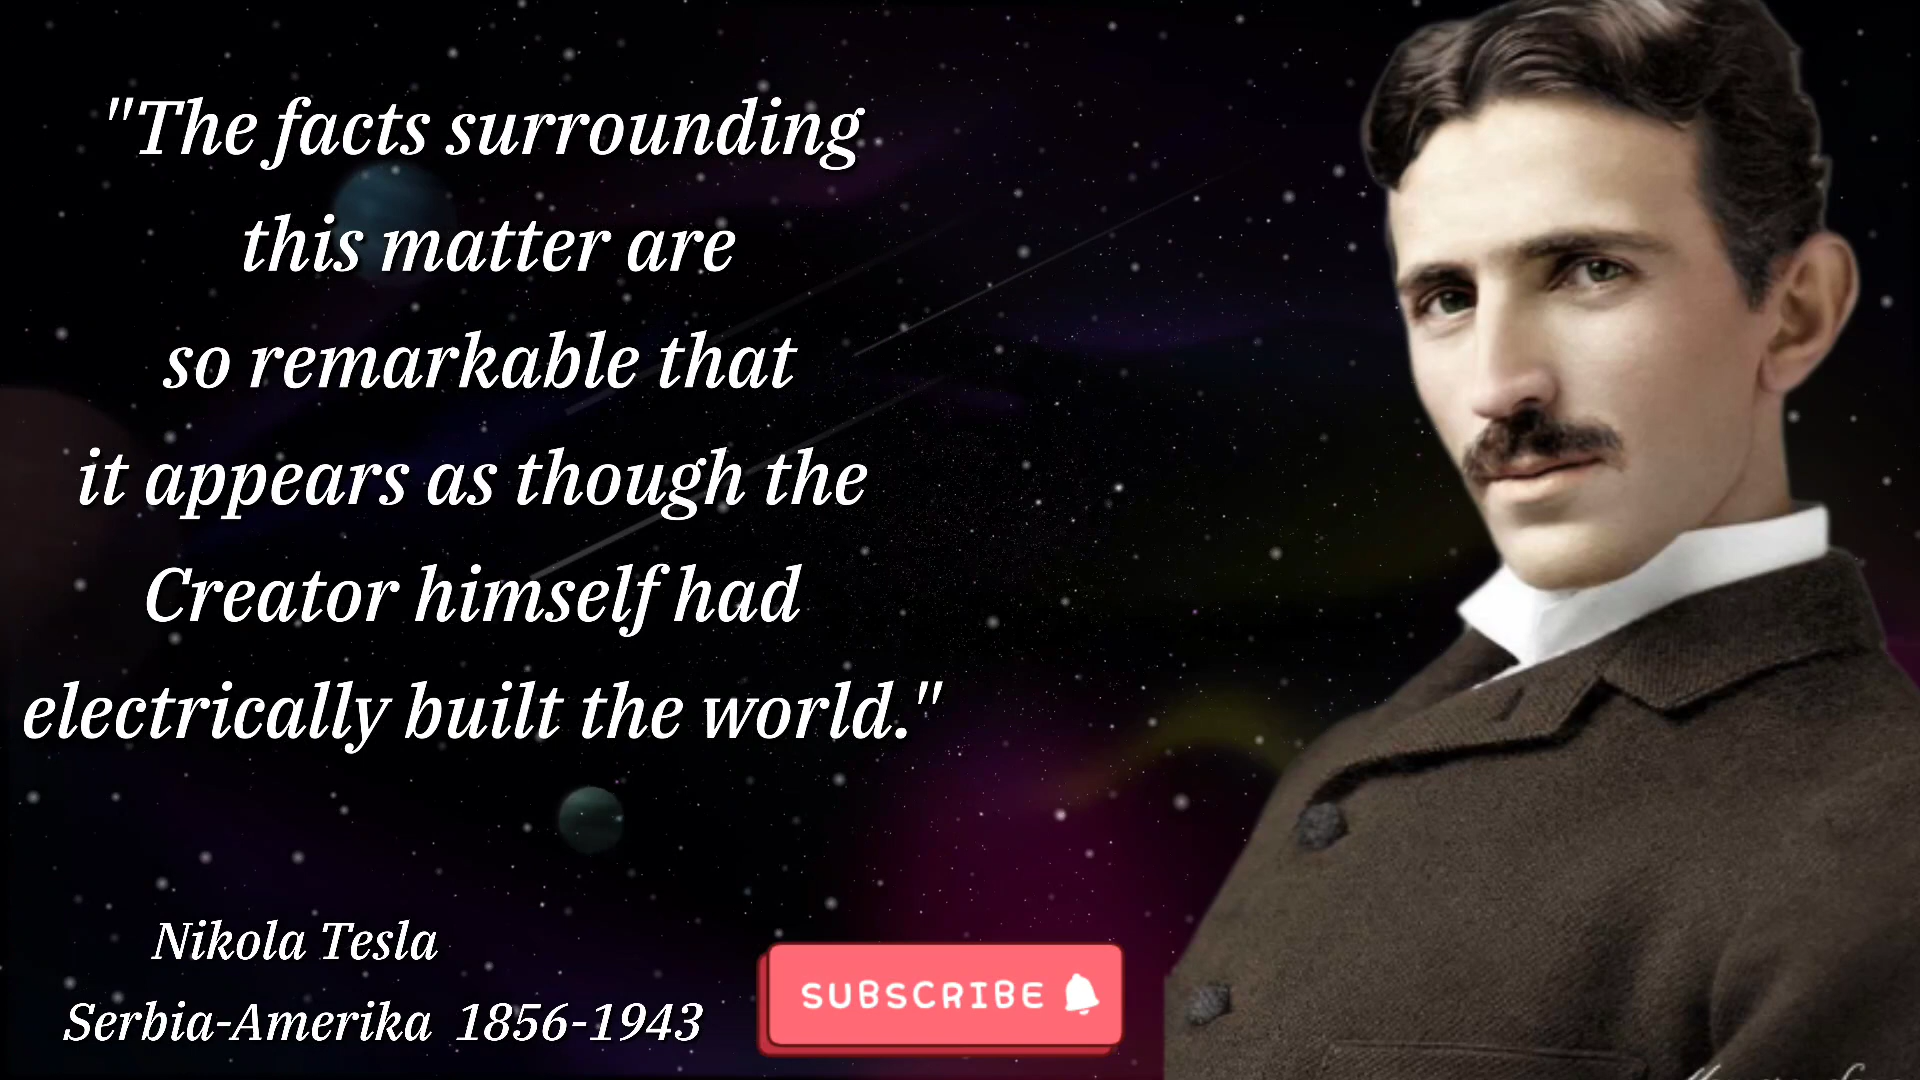 "The facts surrounding
this matter are
so remarkable that
it appears as though the
Creator himself had
electrically built the world."
Nikola Tesla
Serbia-Amerika 1856-1943
SUBSCRIBE